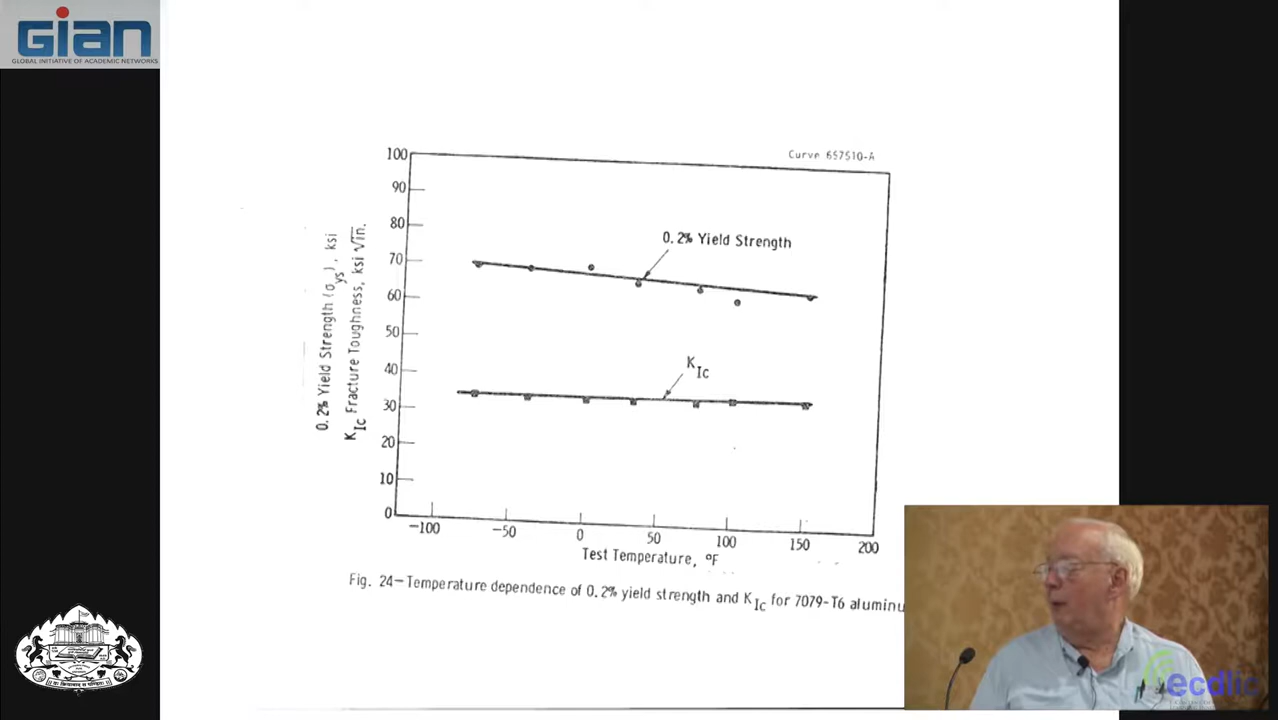 GIAN
GLOBAL INITIATIVE OF ACADEMIC NETWORKS
Curve 657510-A
100
90
80
70
60
50
40
30
20
10
0
0.2% Yield Strength (σys), ksi
KIc Fracture Toughness, ksi √in.
0.2% Yield Strength
KIc
-100
-50
0
50
100
150
200
Test Temperature, °F
Fig. 24—Temperature dependence of 0.2% yield strength and KIc for 7079-T6 aluminu
ecdlic